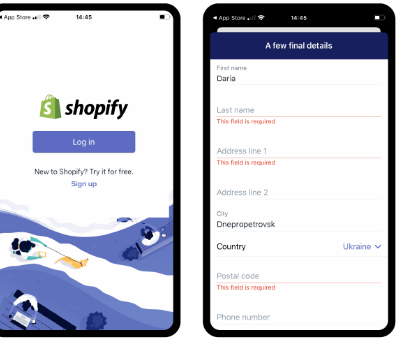 App Store
14:45
shopify
Log in
New to Shopify? Try it for free.
Sign up
App Store
14:45
A few final details
First name
Daria
Last name
This field is required
Address line 1
This field is required
Address line 2
City
Dnepropetrovsk
Country
Ukraine
Postal code
This field is required
Phone number